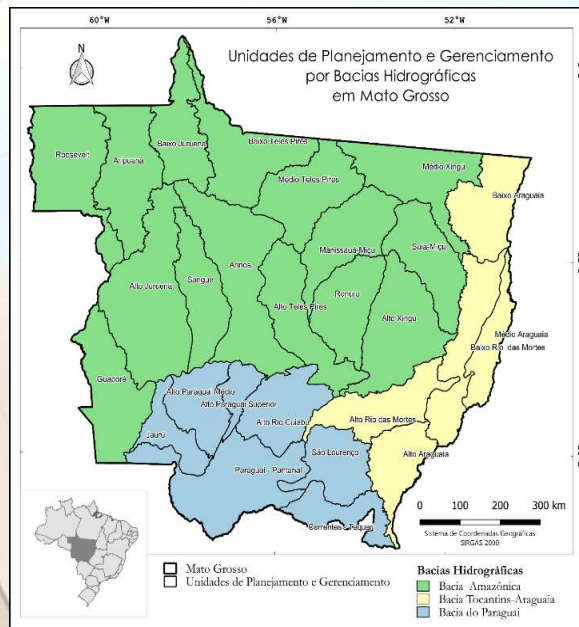 60°W 56°W 52°W
N
Unidades de Planejamento e Gerenciamento
por Bacias Hidrográficas
em Mato Grosso
Roosevelt
Aripuanã
Baixo Juruena
Baixo Teles Pires
Médio Teles Pires
Médio Xingu
Baixo Araguaia
Alto Juruena
Sangue
Arinos
Alto Teles Pires
Manissauá-Miçu
Ronuro
Suiá-Miçu
Alto Xingu
Médio Araguaia
Baixo Rio das Mortes
Guaporé
Alto Paraguai Médio
Alto Paraguai Superior
Alto Rio Cuiabá
Alto Rio das Mortes
Jauru
São Lourenço
Alto Araguaia
Paraguai - Pantanal
Correntes - Taquari
0 100 200 300 km
Sistema de Coordenadas Geográficas
SIRGAS 2000
Mato Grosso
Unidades de Planejamento e Gerenciamento
Bacias Hidrográficas
Bacia Amazônica
Bacia Tocantins-Araguaia
Bacia do Paraguai